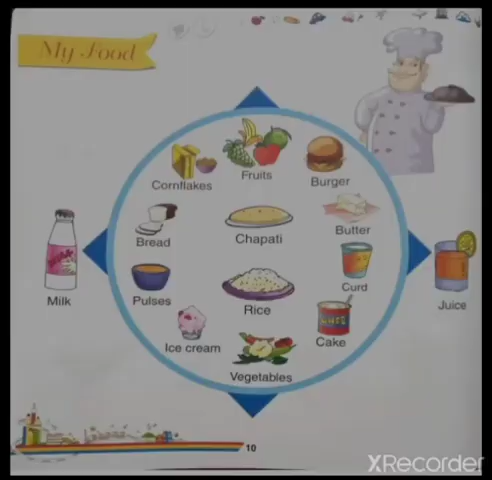 My Food
Fruits
Cornflakes
Burger
Bread
Chapati
Butter
Milk
Pulses
Rice
Curd
Juice
Ice cream
Cake
Vegetables
10
XRecorder